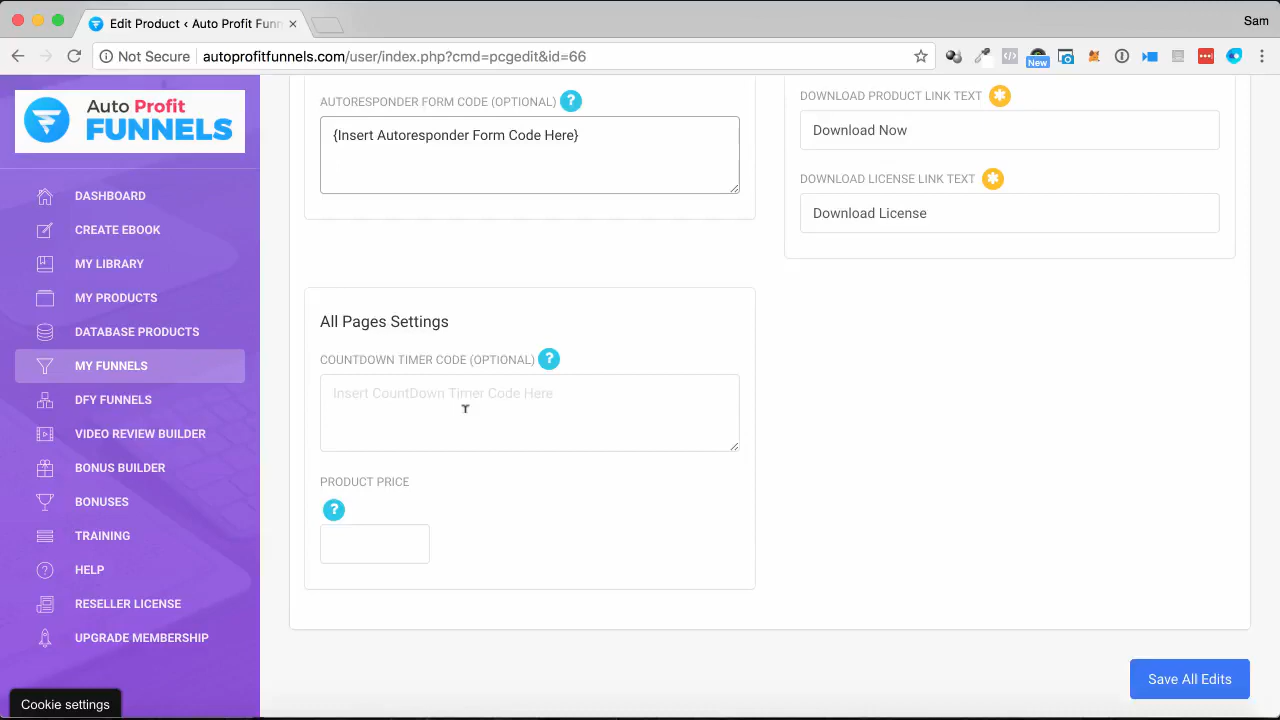 Edit Product ‹ Auto Profit Funn
Sam
Not Secure autoprofitfunnels.com/user/index.php?cmd=pcgedit&id=66
New
Auto Profit
FUNNELS
DASHBOARD
CREATE EBOOK
MY LIBRARY
MY PRODUCTS
DATABASE PRODUCTS
MY FUNNELS
DFY FUNNELS
VIDEO REVIEW BUILDER
BONUS BUILDER
BONUSES
TRAINING
HELP
RESELLER LICENSE
UPGRADE MEMBERSHIP
Cookie settings
AUTORESPONDER FORM CODE (OPTIONAL) ?
{Insert Autoresponder Form Code Here}
DOWNLOAD PRODUCT LINK TEXT
Download Now
DOWNLOAD LICENSE LINK TEXT
Download License
All Pages Settings
COUNTDOWN TIMER CODE (OPTIONAL) ?
Insert CountDown Timer Code Here
PRODUCT PRICE
?
Save All Edits